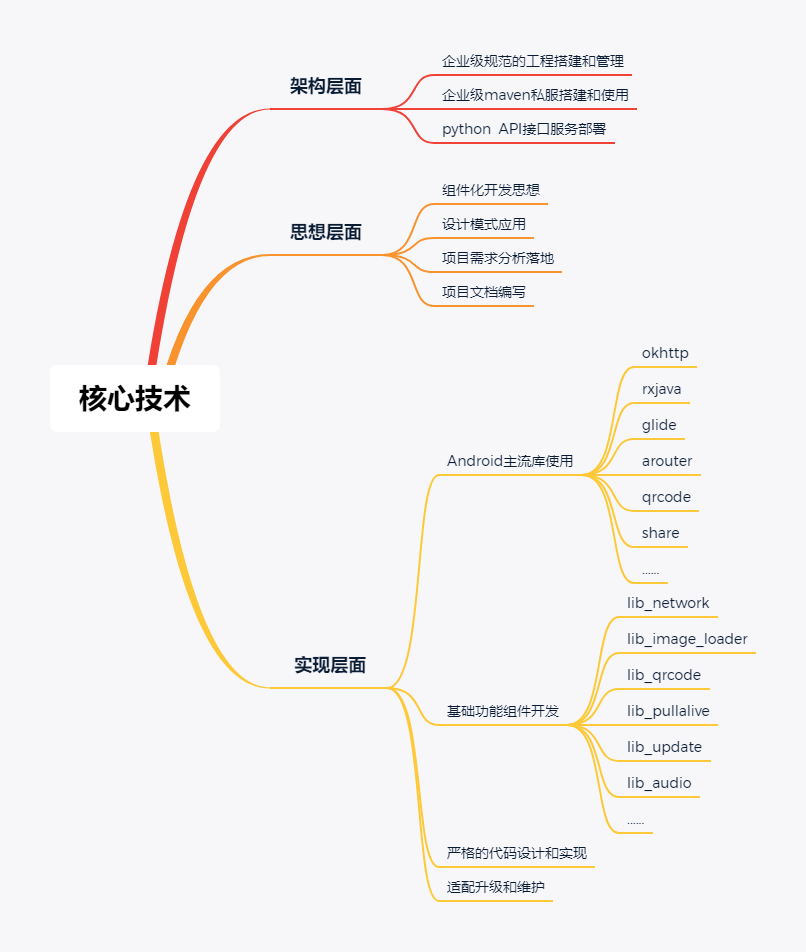 核心技术
架构层面
企业级规范的工程搭建和管理
企业级maven私服搭建和使用
python API接口服务部署
思想层面
组件化开发思想
设计模式应用
项目需求分析落地
项目文档编写
实现层面
Android主流库使用
okhttp
rxjava
glide
arouter
qrcode
share
......
基础功能组件开发
lib_network
lib_image_loader
lib_qrcode
lib_pullalive
lib_update
lib_audio
......
严格的代码设计和实现
适配升级和维护